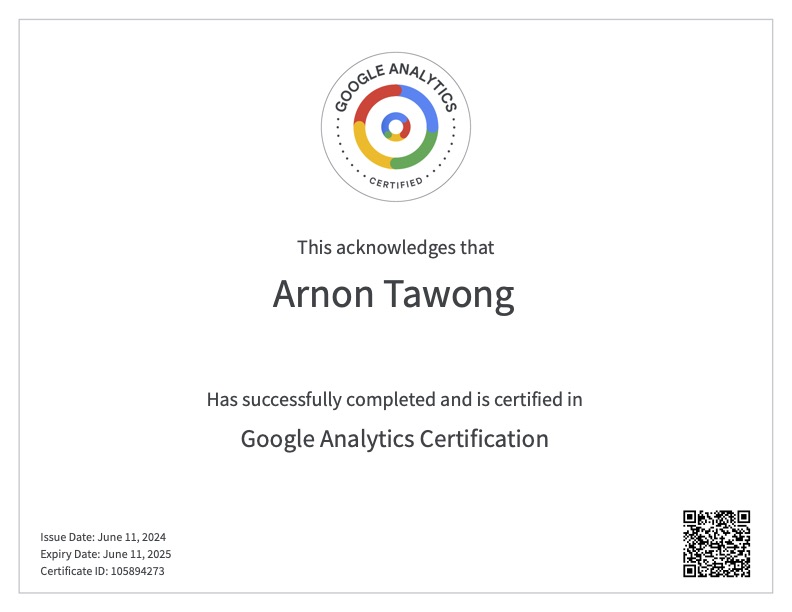 GOOGLE ANALYTICS
CERTIFIED
This acknowledges that
Arnon Tawong
Has successfully completed and is certified in
Google Analytics Certification
Issue Date: June 11, 2024
Expiry Date: June 11, 2025
Certificate ID: 105894273